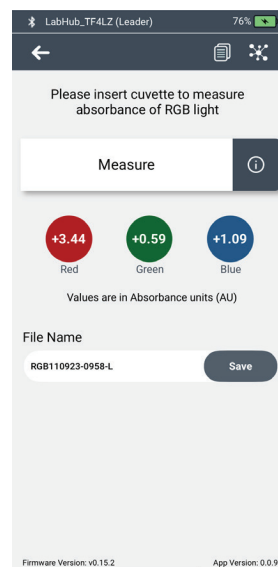 LabHub_TF4LZ (Leader) 76%
Please insert cuvette to measure
absorbance of RGB light
Measure
+3.44 +0.59 +1.09
Red Green Blue
Values are in Absorbance units (AU)
File Name
RGB110923-0958-L Save
Firmware Version: v0.15.2 App Version: 0.0.9